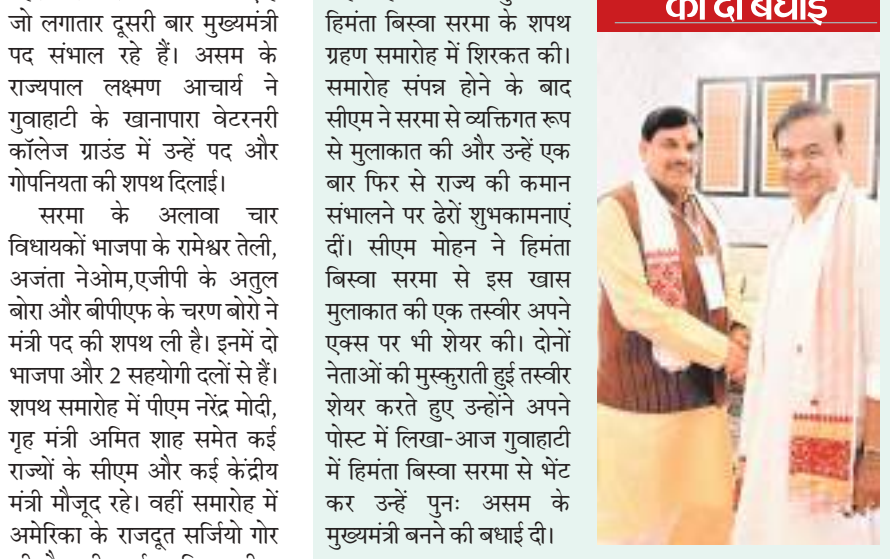 जो लगातार दूसरी बार मुख्यमंत्री
पद संभाल रहे हैं। असम के
राज्यपाल लक्ष्मण आचार्य ने
गुवाहाटी के खानापारा वेटरनरी
कॉलेज ग्राउंड में उन्हें पद और
गोपनियता की शपथ दिलाई।
सरमा के अलावा चार
विधायकों भाजपा के रामेश्वर तेली,
अजंता नेओम,एजीपी के अतुल
बोरा और बीपीएफ के चरण बोरो ने
मंत्री पद की शपथ ली है। इनमें दो
भाजपा और 2 सहयोगी दलों से हैं।
शपथ समारोह में पीएम नरेंद्र मोदी,
गृह मंत्री अमित शाह समेत कई
राज्यों के सीएम और कई केंद्रीय
मंत्री मौजूद रहे। वहीं समारोह में
अमेरिका के राजदूत सर्जियो गोर
हिमंता बिस्वा सरमा के शपथ
ग्रहण समारोह में शिरकत की।
समारोह संपन्न होने के बाद
सीएम ने सरमा से व्यक्तिगत रूप
से मुलाकात की और उन्हें एक
बार फिर से राज्य की कमान
संभालने पर ढेरों शुभकामनाएं
दीं। सीएम मोहन ने हिमंता
बिस्वा सरमा से इस खास
मुलाकात की एक तस्वीर अपने
एक्स पर भी शेयर की। दोनों
नेताओं की मुस्कुराती हुई तस्वीर
शेयर करते हुए उन्होंने अपने
पोस्ट में लिखा-आज गुवाहाटी
में हिमंता बिस्वा सरमा से भेंट
कर उन्हें पुनः असम के
मुख्यमंत्री बनने की बधाई दी।
को दी बधाई